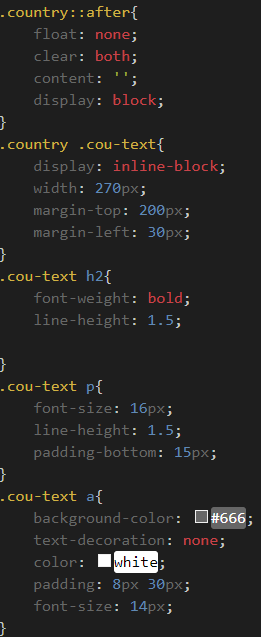 .country::after{
    float: none;
    clear: both;
    content: '';
    display: block;
}
.country .cou-text{
    display: inline-block;
    width: 270px;
    margin-top: 200px;
    margin-left: 30px;
}
.cou-text h2{
    font-weight: bold;
    line-height: 1.5;

}
.cou-text p{
    font-size: 16px;
    line-height: 1.5;
    padding-bottom: 15px;
}
.cou-text a{
    background-color: #666;
    text-decoration: none;
    color: white;
    padding: 8px 30px;
    font-size: 14px;
}